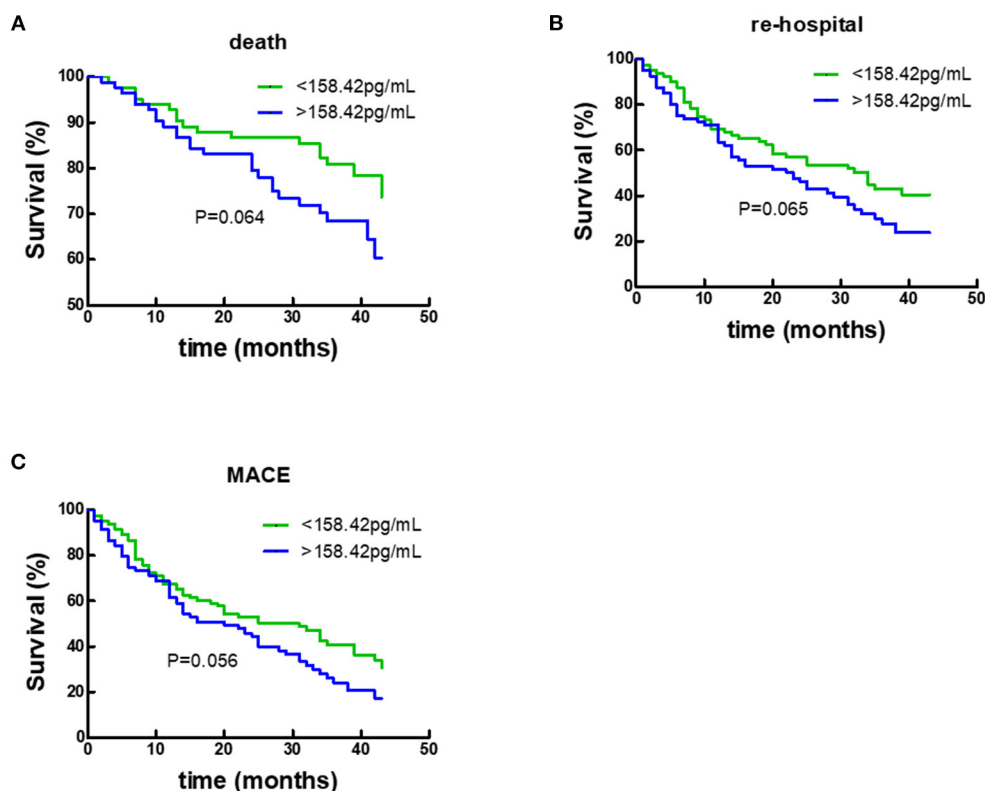 A
death
<158.42pg/mL
>158.42pg/mL
100
90
80
70
60
50
Survival (%)
P=0.064
0 10 20 30 40 50
time (months)
B
re-hospital
<158.42pg/mL
>158.42pg/mL
100
80
60
40
20
0
Survival (%)
P=0.065
0 10 20 30 40 50
time (months)
C
MACE
<158.42pg/mL
>158.42pg/mL
100
80
60
40
20
0
Survival (%)
P=0.056
0 10 20 30 40 50
time (months)